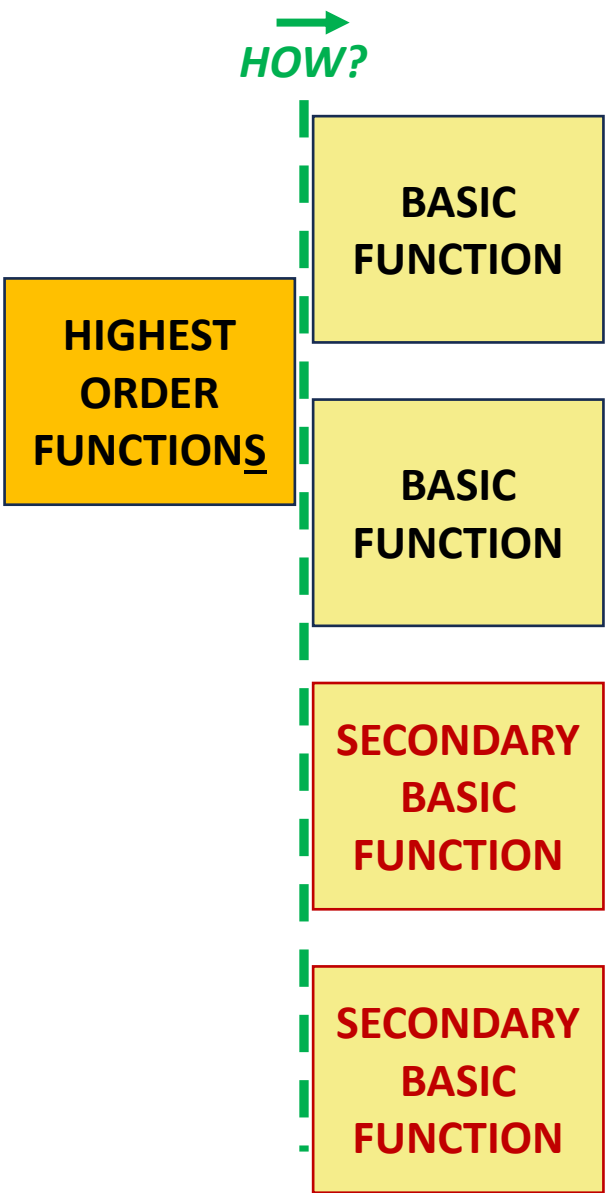 HOW?
BASIC
FUNCTION
HIGHEST
ORDER
FUNCTIONS
BASIC
FUNCTION
SECONDARY
BASIC
FUNCTION
SECONDARY
BASIC
FUNCTION